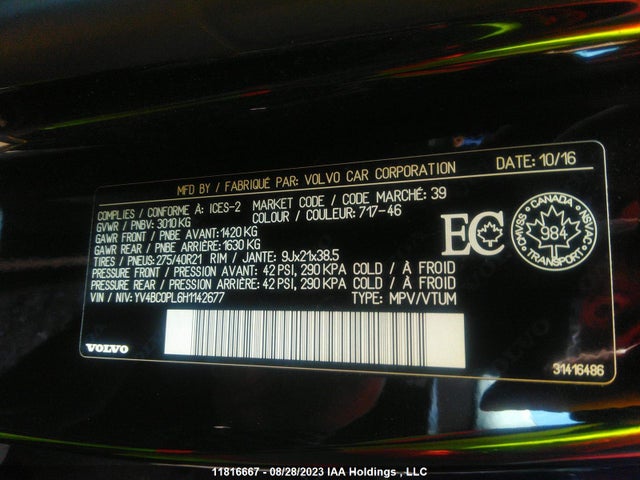 MFD BY / FABRIQUÉ PAR: VOLVO CAR CORPORATION DATE: 10/16
COMPLIES / CONFORME À: ICES-2 MARKET CODE / CODE MARCHÉ: 39
GVWR / PNBV: 3010 KG COLOUR / COULEUR: 717-46
GAWR FRONT / PNBE AVANT: 1420 KG
GAWR REAR / PNBE ARRIÈRE: 1630 KG
TIRES / PNEUS: 275/40R21 RIM / JANTE: 9Jx21x38.5
PRESSURE FRONT / PRESSION AVANT: 42 PSI, 290 KPA COLD / À FROID
PRESSURE REAR / PRESSION ARRIÈRE: 42 PSI, 290 KPA COLD / À FROID
VIN / NIV: YV4BC0PL6H1142677 TYPE: MPV/VTUM
EC
CANADA
NSVAC
984
TRANSPORT
CMVSS
VOLVO
31416486
11816667 - 08/28/2023 IAA Holdings , LLC